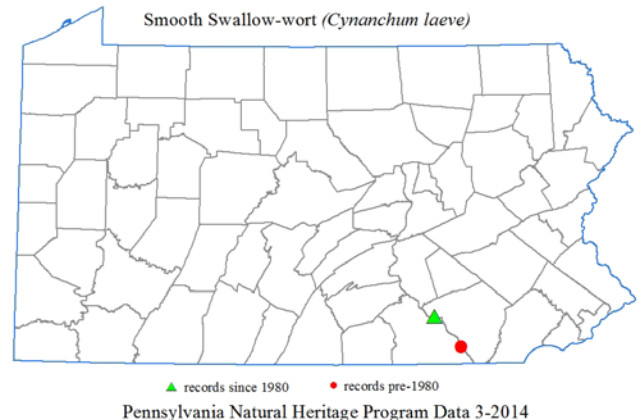 Smooth Swallow-wort (Cynanchum laeve)
records since 1980 records pre-1980
Pennsylvania Natural Heritage Program Data 3-2014